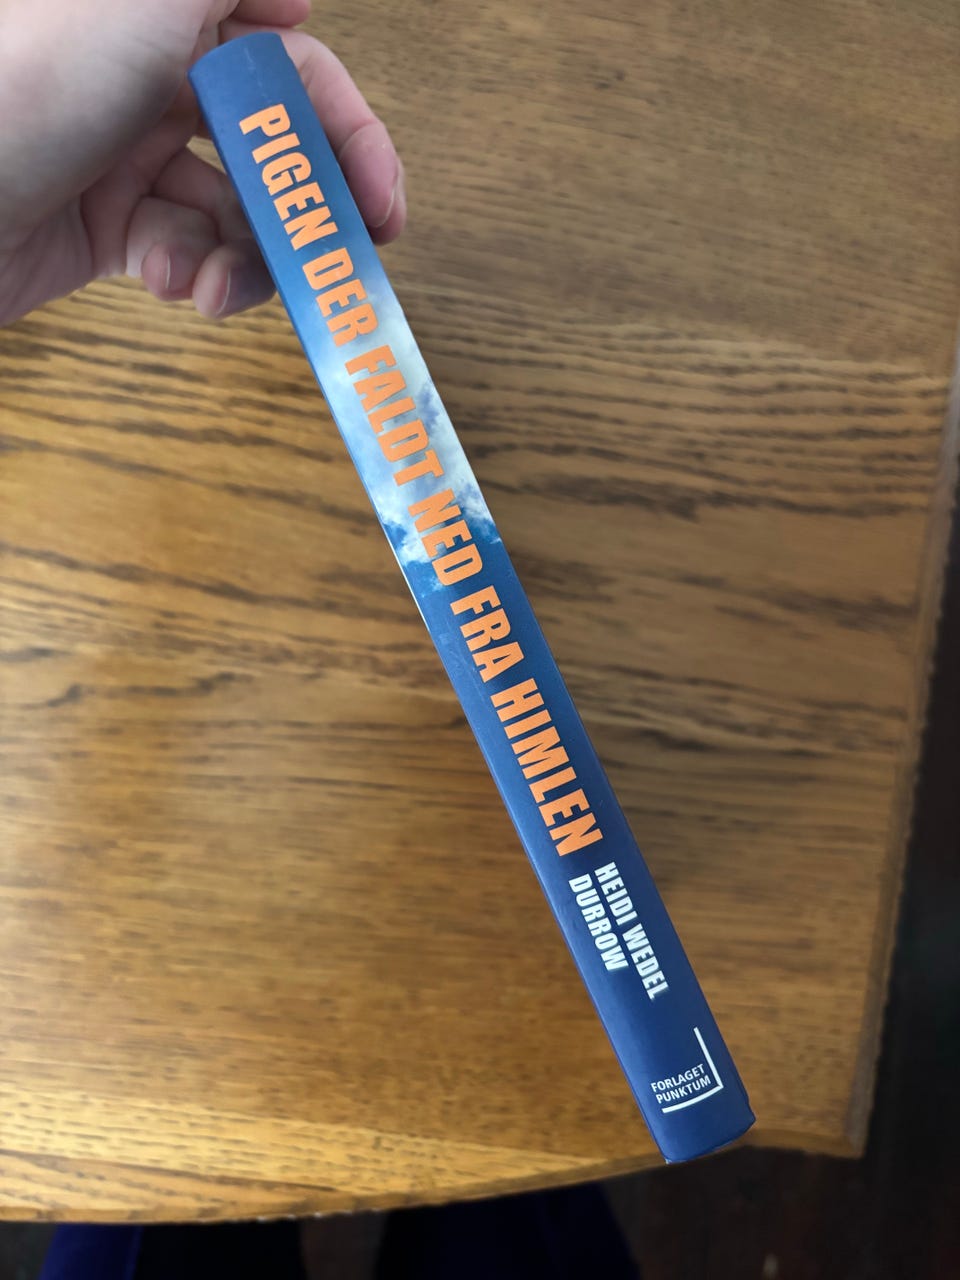 PIGEN DER FALDT NED FRA HIMLEN
HEIDI WEDEL
DURROW
FORLAGET
PUNKTUM